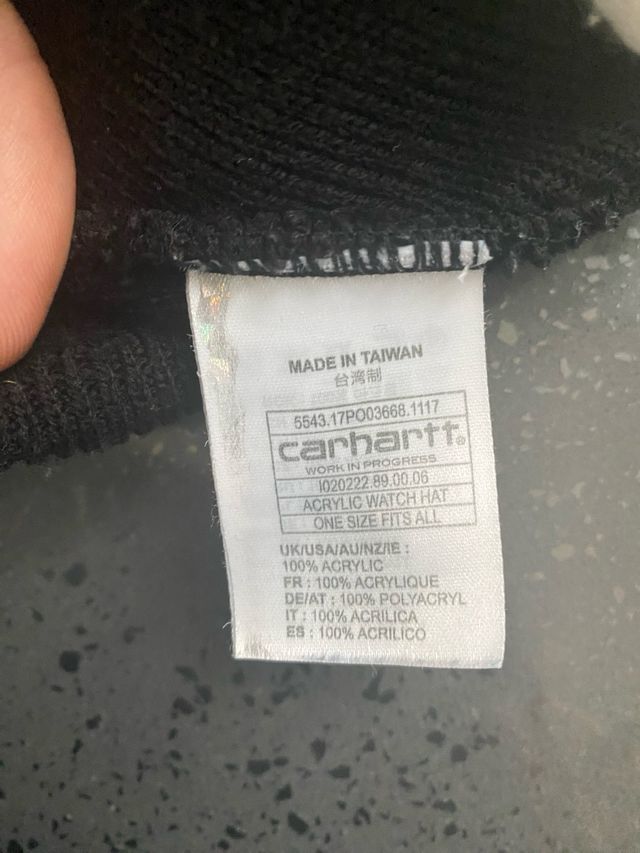 MADE IN TAIWAN
台湾制
5543.17PO03668.1117
carhartt®
WORK IN PROGRESS
I020222.89.00.06
ACRYLIC WATCH HAT
ONE SIZE FITS ALL
UK/USA/AU/NZ/IE :
100% ACRYLIC
FR : 100% ACRYLIQUE
DE/AT : 100% POLYACRYL
IT : 100% ACRILICA
ES : 100% ACRILICO